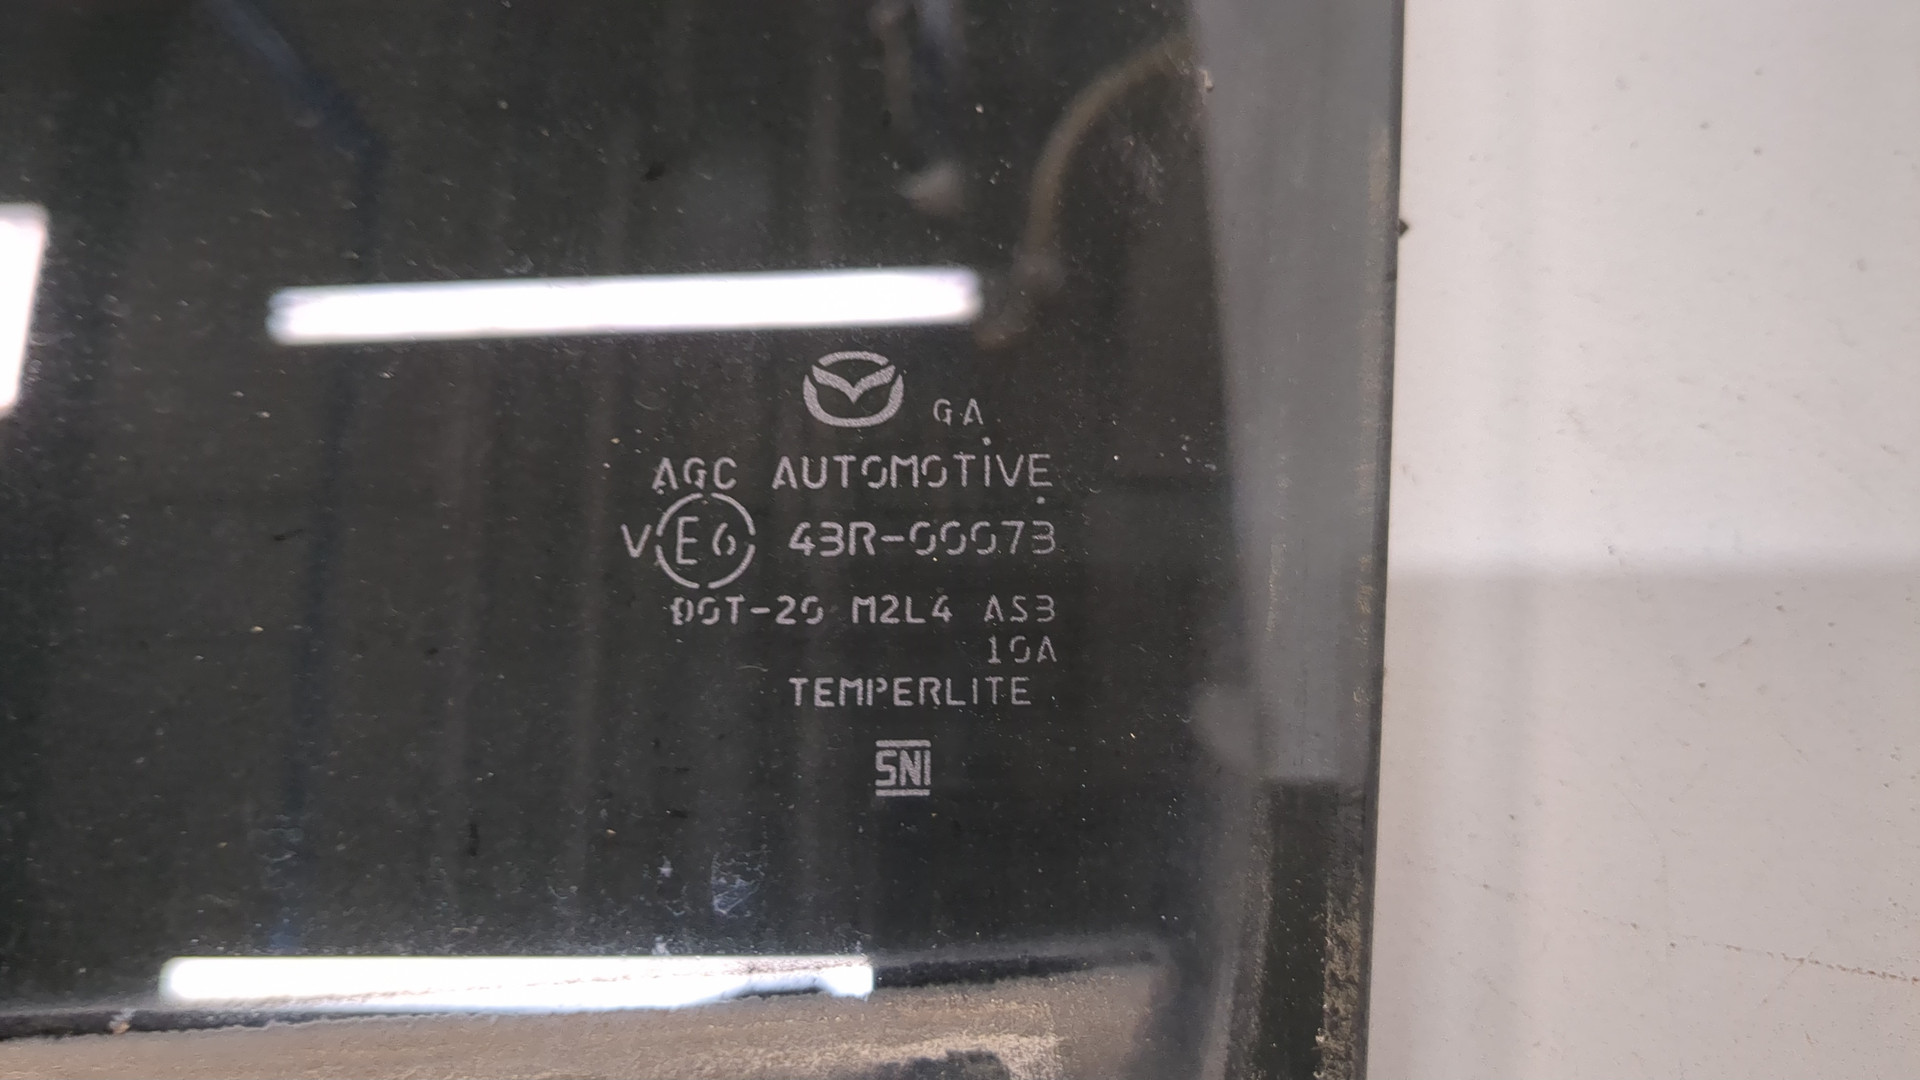 GA
AGC AUTOMOTIVE
V E6 43R-00073
DOT-20 M2L4 AS3
10A
TEMPERLITE
SNI